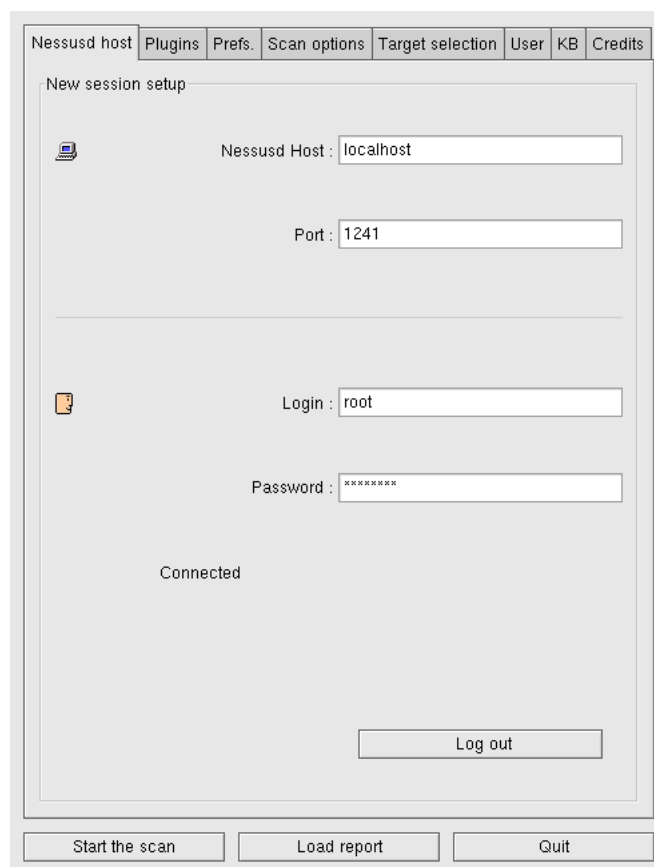 Nessusd host Plugins Prefs. Scan options Target selection User KB Credits
New session setup
Nessusd Host : localhost
Port : 1241
Login : root
Password : ********
Connected
Log out
Start the scan Load report Quit